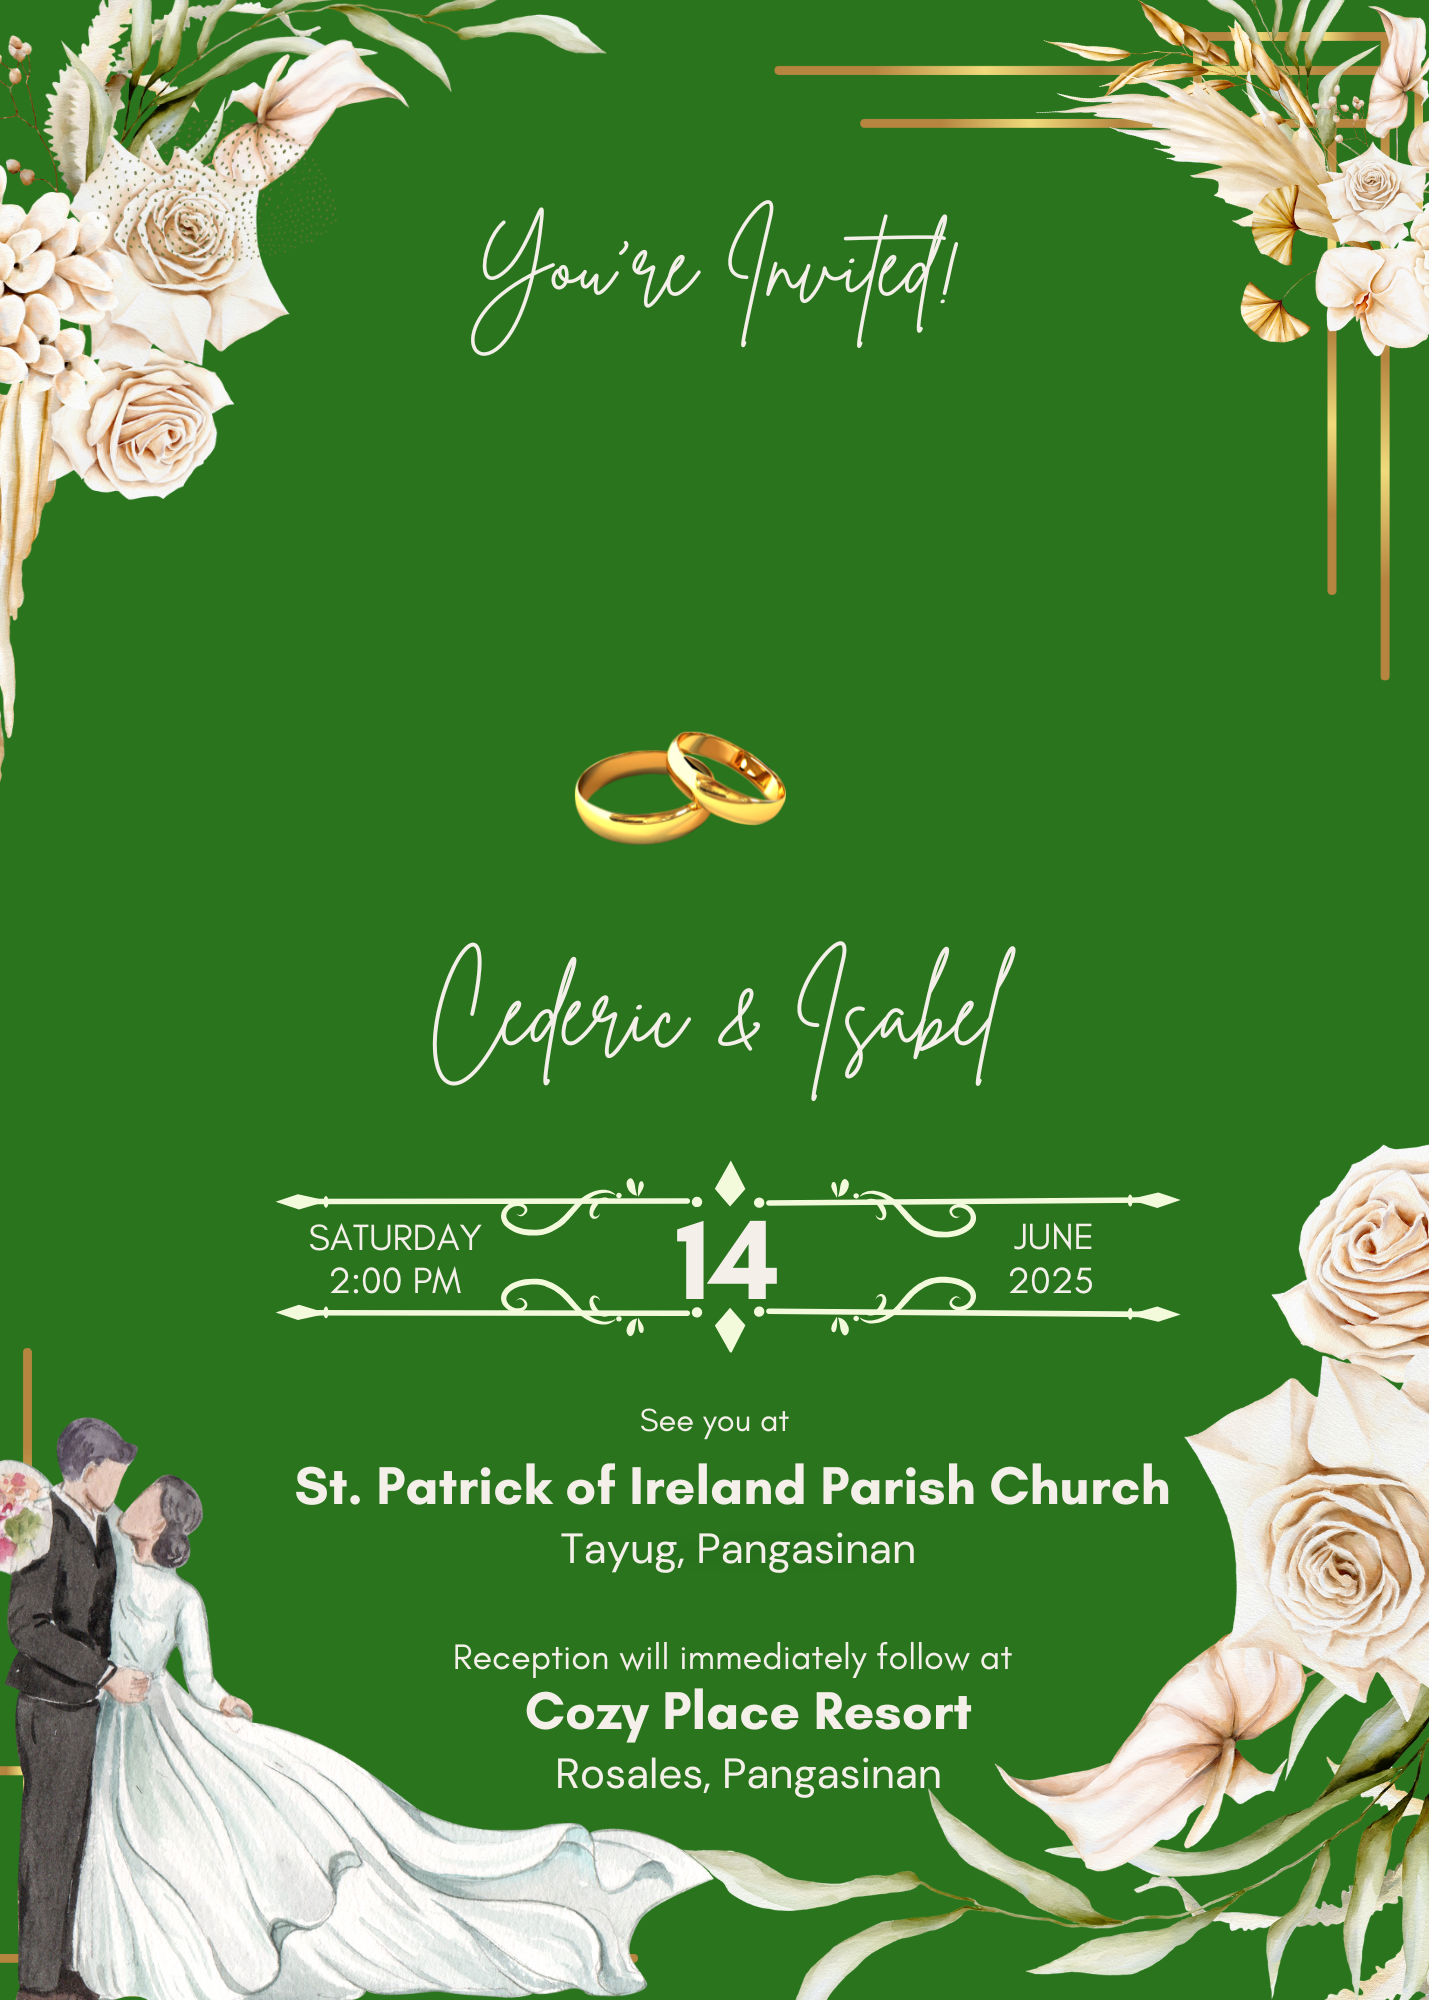 You're Invited!
Cederic & Isabel
SATURDAY
2:00 PM
14
JUNE
2025
See you at
St. Patrick of Ireland Parish Church
Tayug, Pangasinan
Reception will immediately follow at
Cozy Place Resort
Rosales, Pangasinan